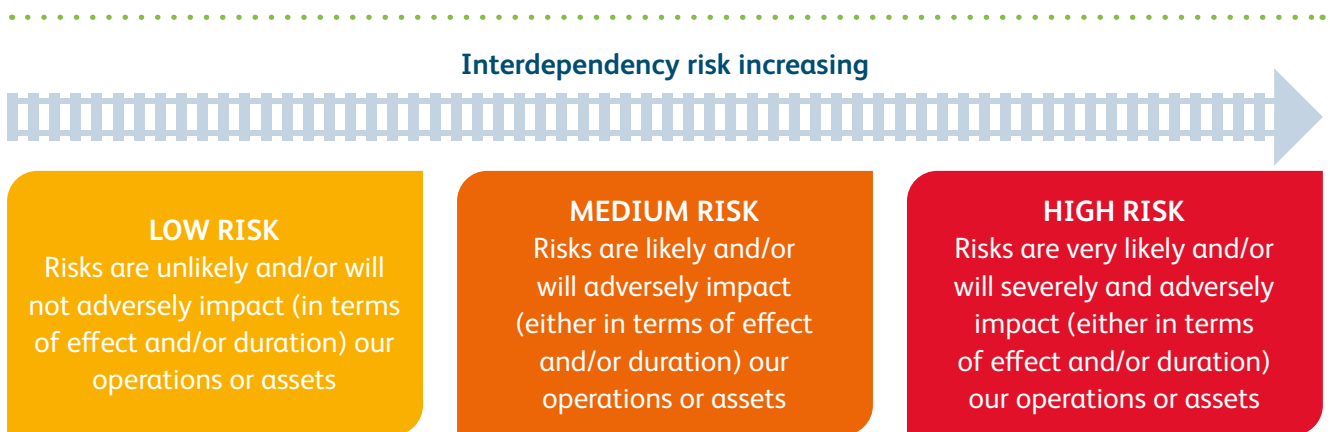 Interdependency risk increasing
LOW RISK
Risks are unlikely and/or will
not adversely impact (in terms
of effect and/or duration) our
operations or assets
MEDIUM RISK
Risks are likely and/or
will adversely impact
(either in terms of effect
and/or duration) our
operations or assets
HIGH RISK
Risks are very likely and/or
will severely and adversely
impact (either in terms
of effect and/or duration)
our operations or assets